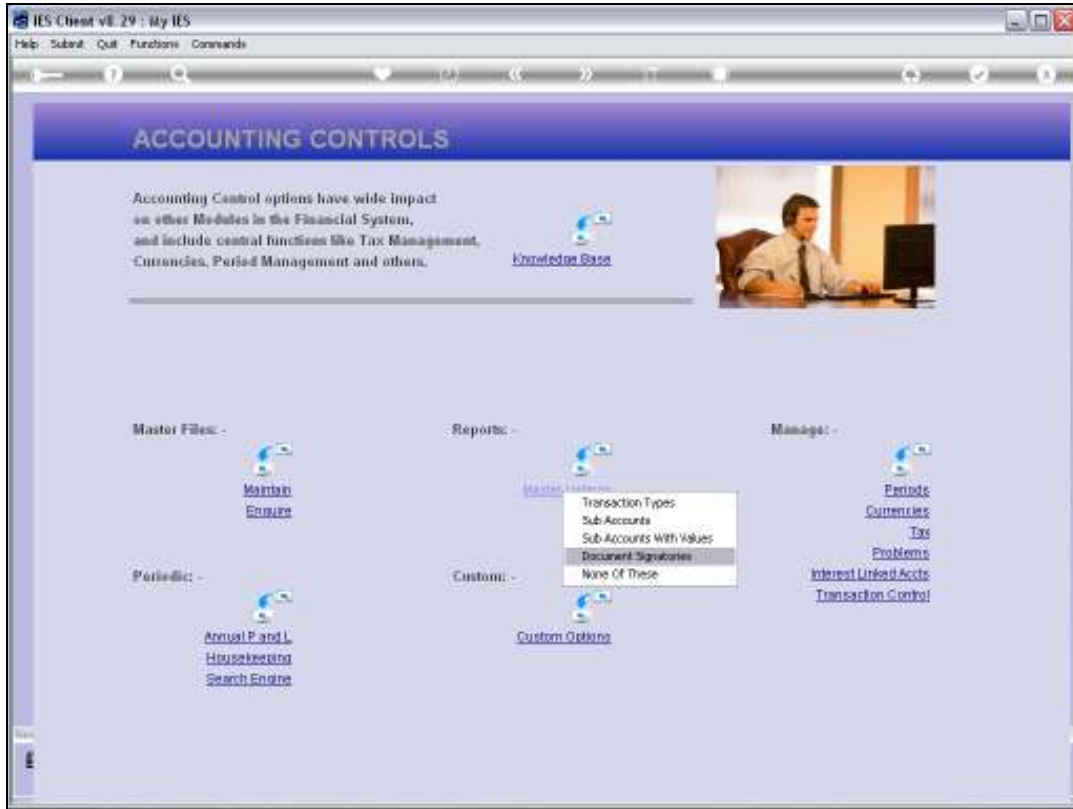 IES Client v8.29 : My IES
Help Submit Quit Functions Commands
ACCOUNTING CONTROLS
Accounting Control options have wide impact
on other Modules in the Financial System,
and include central functions like Tax Management,
Currencies, Period Management and others.
Knowledge Base
Master Files: -
Maintain
Enquire
Reports: -
Transaction Types
Sub Accounts
Sub Accounts With Values
Document Signatories
None Of These
Manage: -
Periods
Currencies
Tax
Problems
Interest Linked Accts
Transaction Control
Periodic: -
Annual P and L
Housekeeping
Search Engine
Custom: -
Custom Options